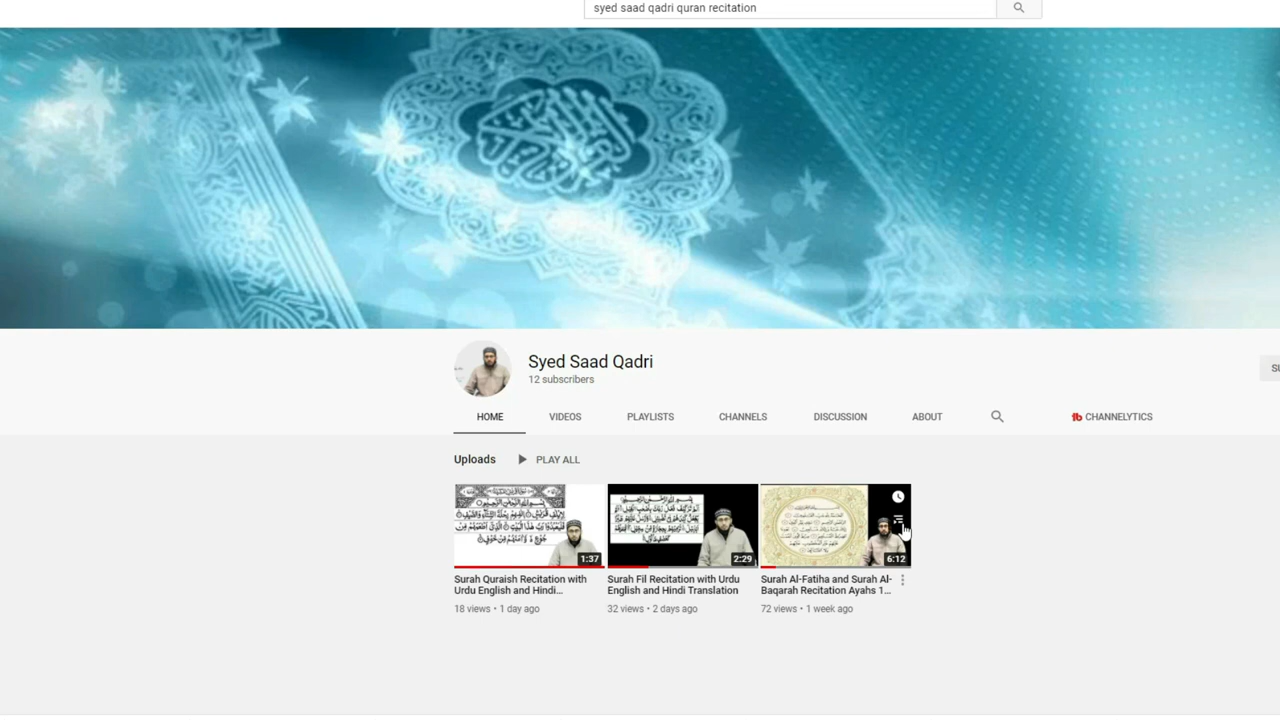 syed saad qadri quran recitation
Syed Saad Qadri
12 subscribers
HOME VIDEOS PLAYLISTS CHANNELS DISCUSSION ABOUT CHANNELYTICS
Uploads PLAY ALL
1:37 2:29 6:12
Surah Quraish Recitation with
Urdu English and Hindi...
18 views • 1 day ago
Surah Fil Recitation with Urdu
English and Hindi Translation
32 views • 2 days ago
Surah Al-Fatiha and Surah Al-
Baqarah Recitation Ayahs 1...
72 views • 1 week ago